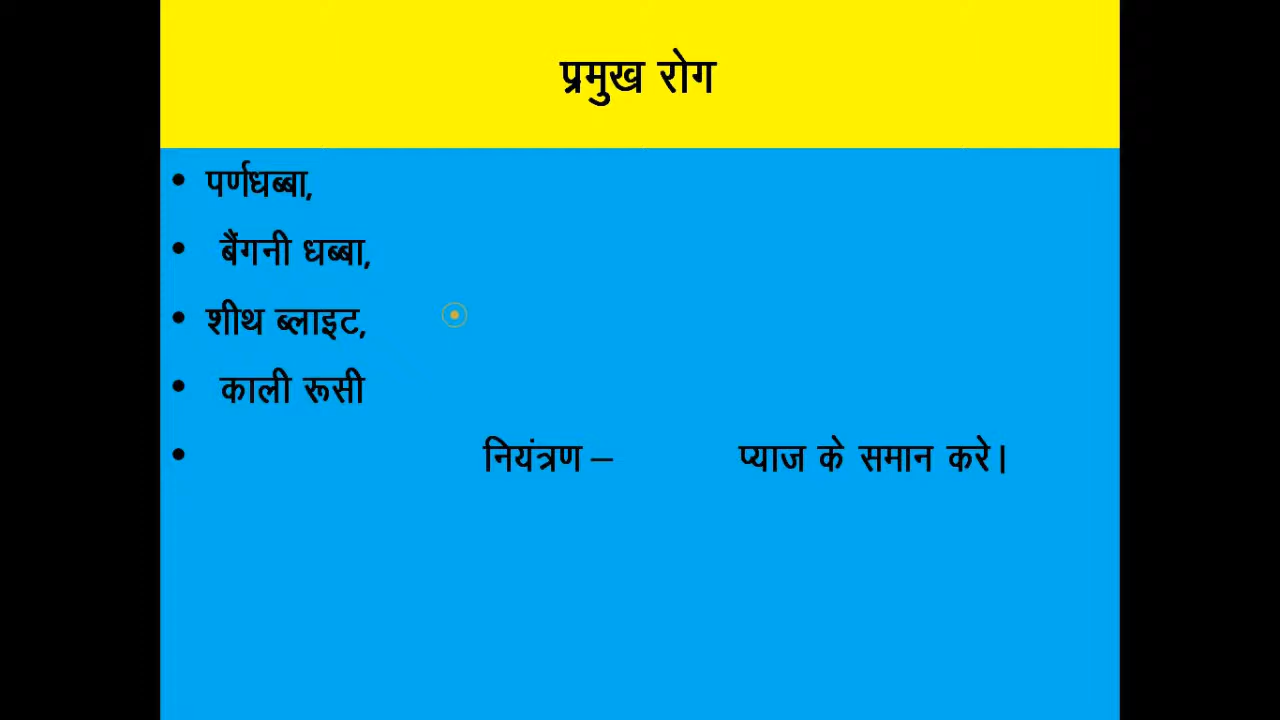 प्रमुख रोग
• पर्णधब्बा,
• बैंगनी धब्बा,
• शीथ ब्लाइट,
• काली रूसी
• नियंत्रण – प्याज के समान करे।